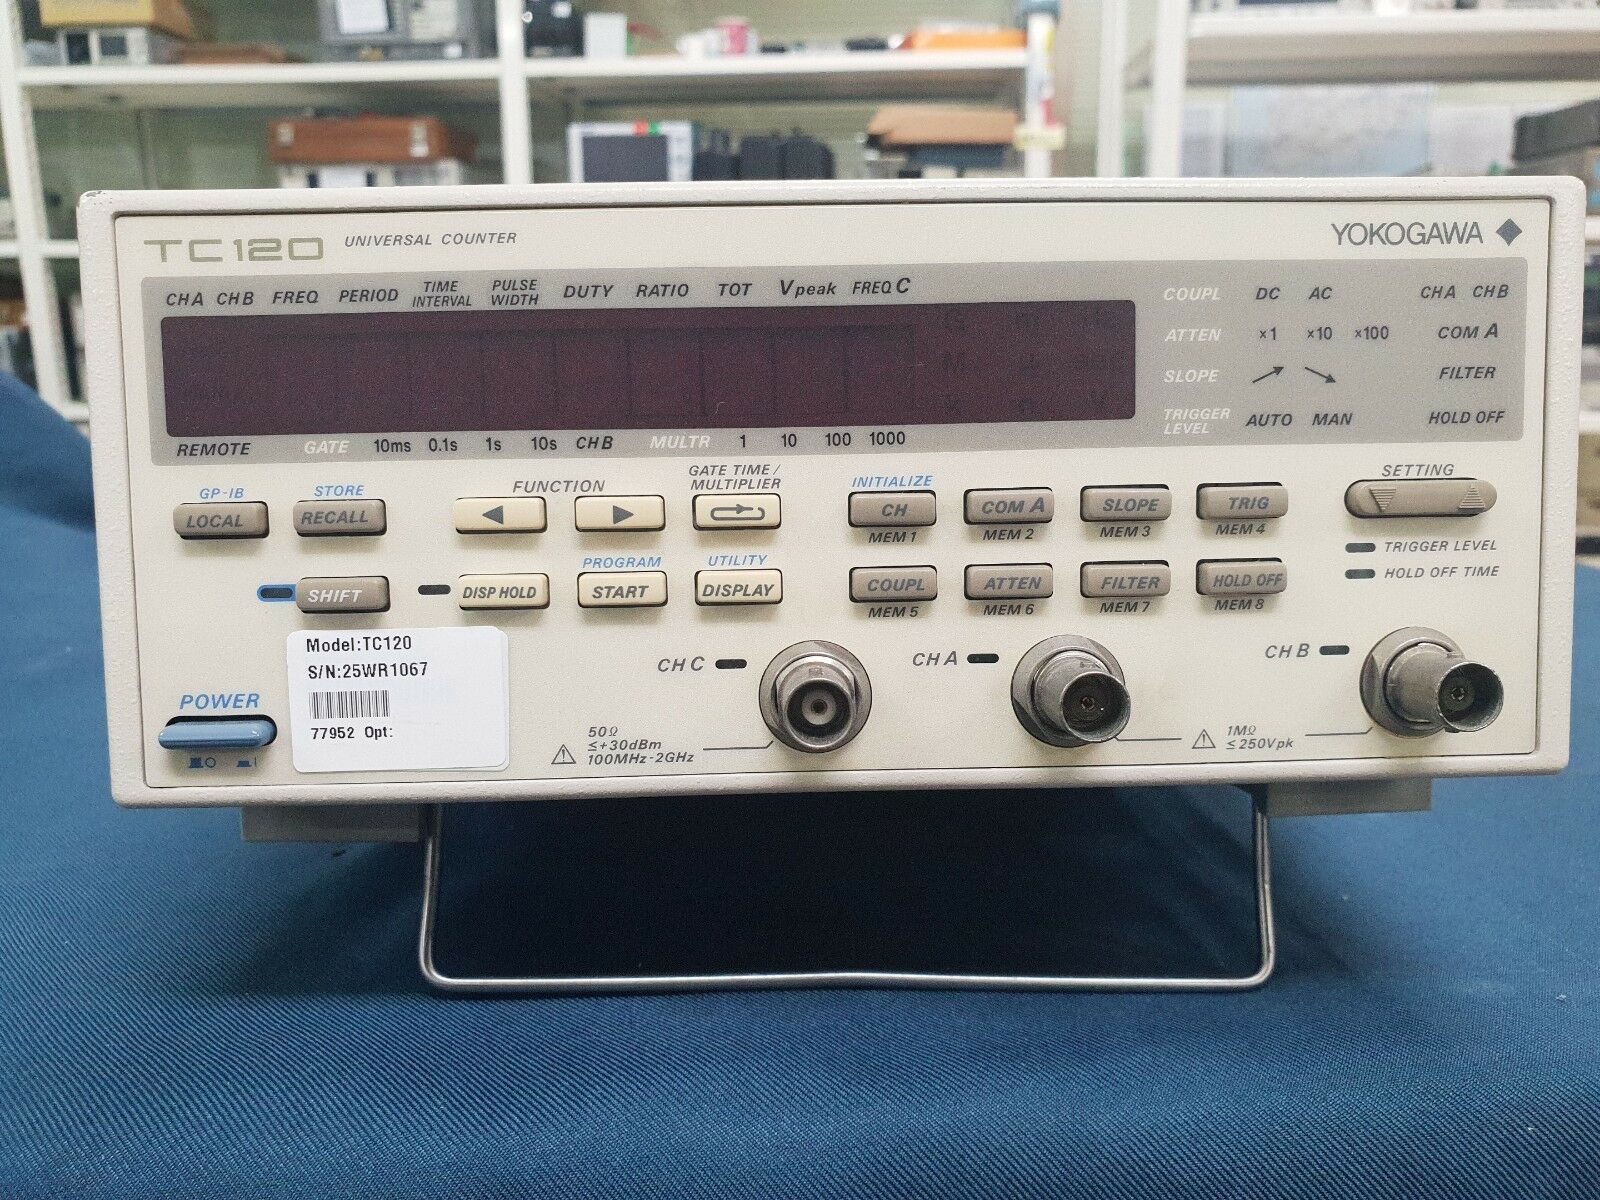 TC120 UNIVERSAL COUNTER
YOKOGAWA
CH A CH B FREQ PERIOD TIME INTERVAL PULSE WIDTH DUTY RATIO TOT Vpeak FREQ C
COUPL DC AC CH A CH B
ATTEN ×1 ×10 ×100 COM A
SLOPE FILTER
TRIGGER LEVEL AUTO MAN HOLD OFF
REMOTE GATE 10ms 0.1s 1s 10s CH B MULTR 1 10 100 1000
GP-IB STORE FUNCTION GATE TIME / MULTIPLIER INITIALIZE SETTING
LOCAL RECALL CH COM A SLOPE TRIG
MEM 1 MEM 2 MEM 3 MEM 4
TRIGGER LEVEL
HOLD OFF TIME
PROGRAM UTILITY
SHIFT DISP HOLD START DISPLAY COUPL ATTEN FILTER HOLD OFF
MEM 5 MEM 6 MEM 7 MEM 8
Model:TC120
S/N:25WR1067
77952 Opt:
POWER
CH C CH A CH B
50Ω
≤+30dBm
100MHz-2GHz
1MΩ
≤250Vpk